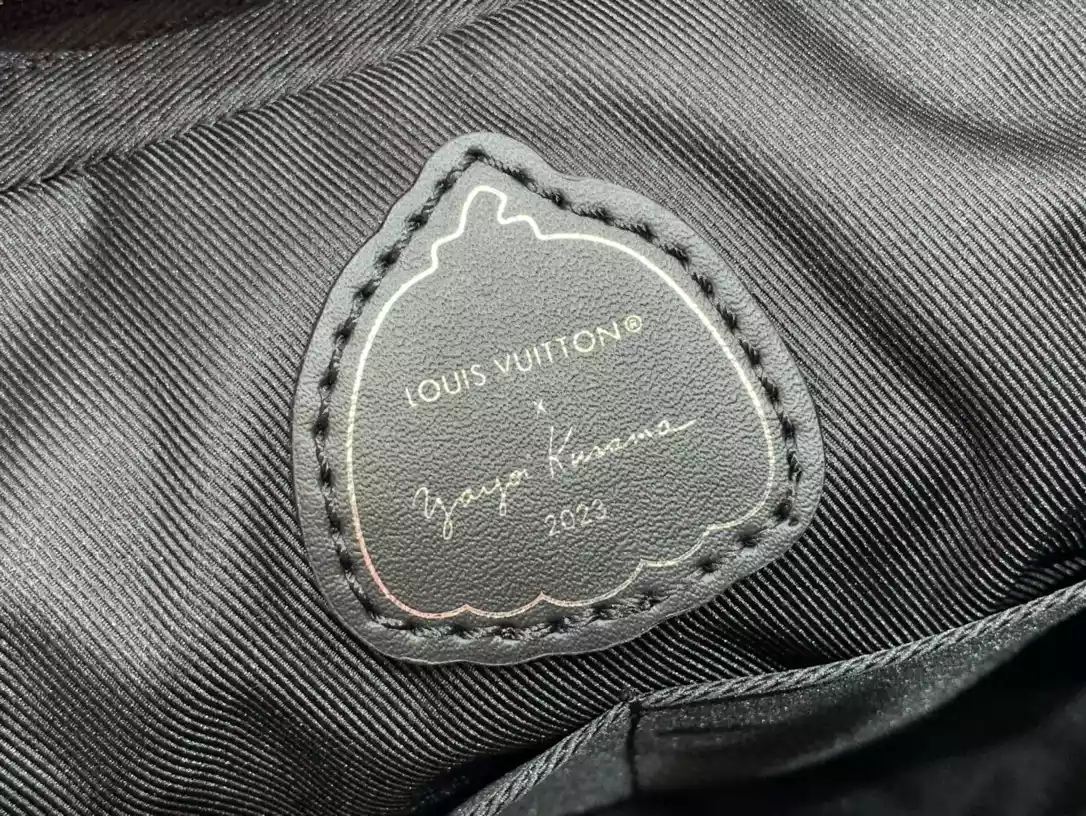 LOUIS VUITTON®
x
Yayoi Kusama
2023